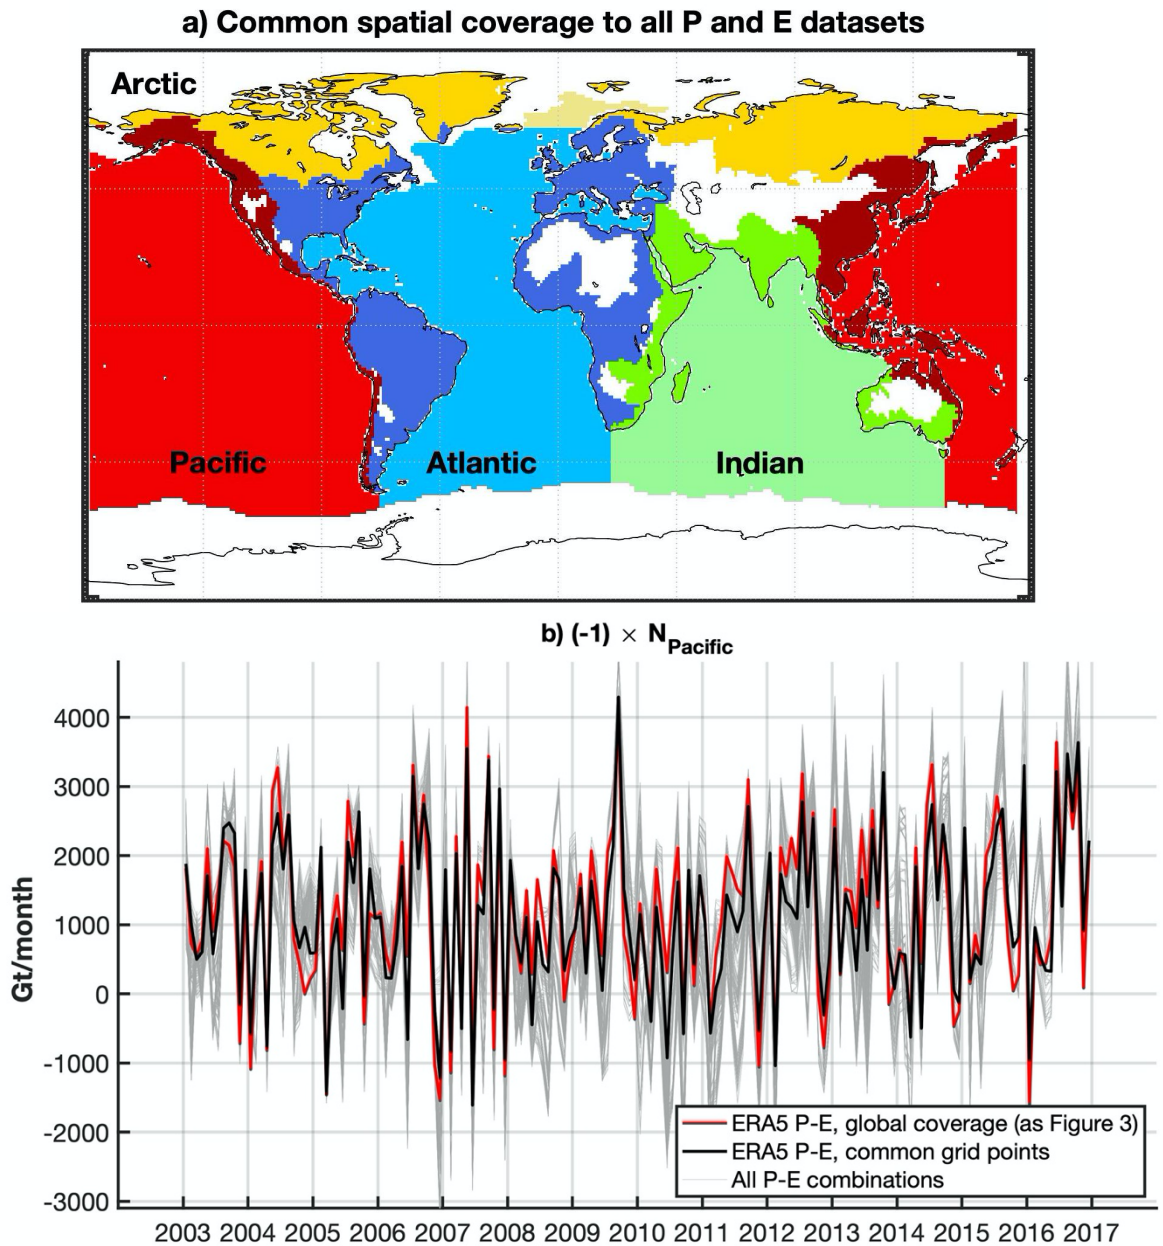 a) Common spatial coverage to all P and E datasets
Arctic
Pacific
Atlantic
Indian
b) (-1) × N_Pacific
Gt/month
4000
3000
2000
1000
0
-1000
-2000
-3000
ERA5 P-E, global coverage (as Figure 3)
ERA5 P-E, common grid points
All P-E combinations
2003 2004 2005 2006 2007 2008 2009 2010 2011 2012 2013 2014 2015 2016 2017